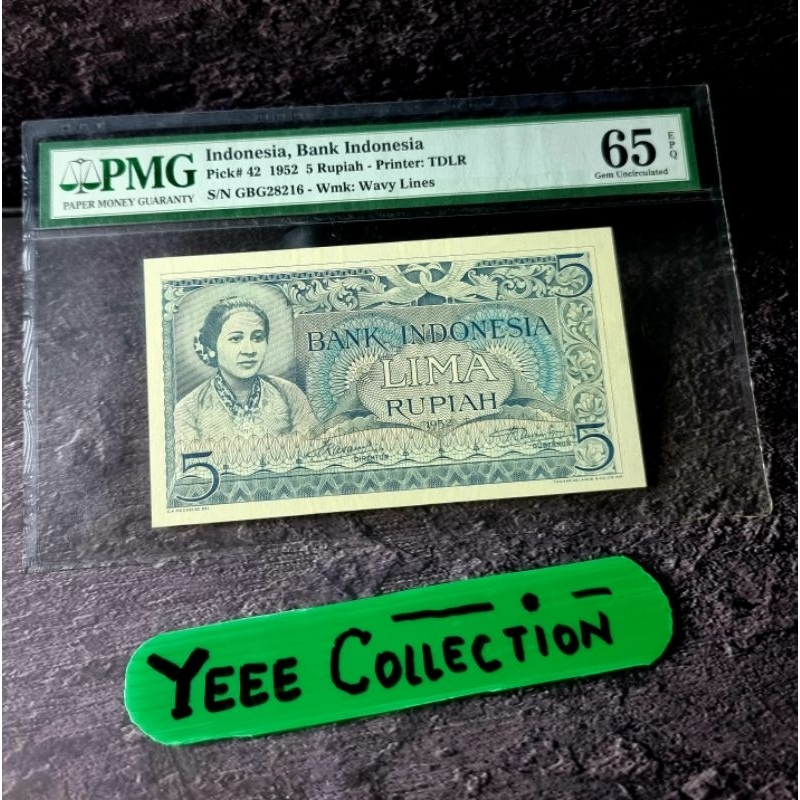 PMG
PAPER MONEY GUARANTY
Indonesia, Bank Indonesia
Pick# 42 1952 5 Rupiah - Printer: TDLR
S/N GBG28216 - Wmk: Wavy Lines
65 EPQ
Gem Uncirculated
5
BANK INDONESIA
LIMA
RUPIAH
1952
DIREKTUR
5
5
YEEE COLLECTION